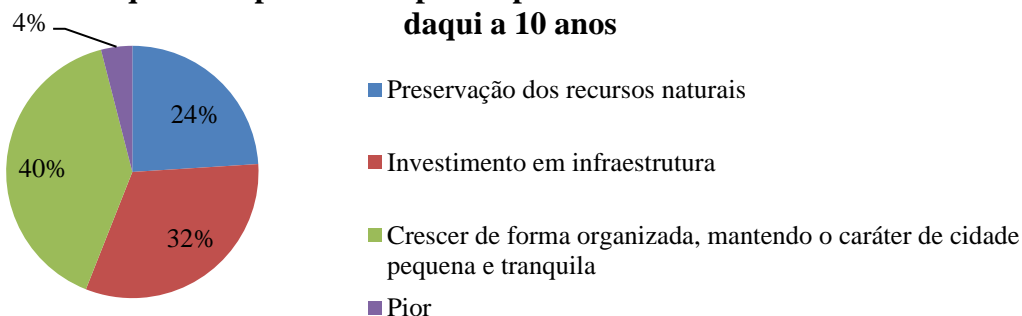 daqui a 10 anos
4%
24%
40%
32%
Preservação dos recursos naturais
Investimento em infraestrutura
Crescer de forma organizada, mantendo o caráter de cidade
pequena e tranquila
Pior